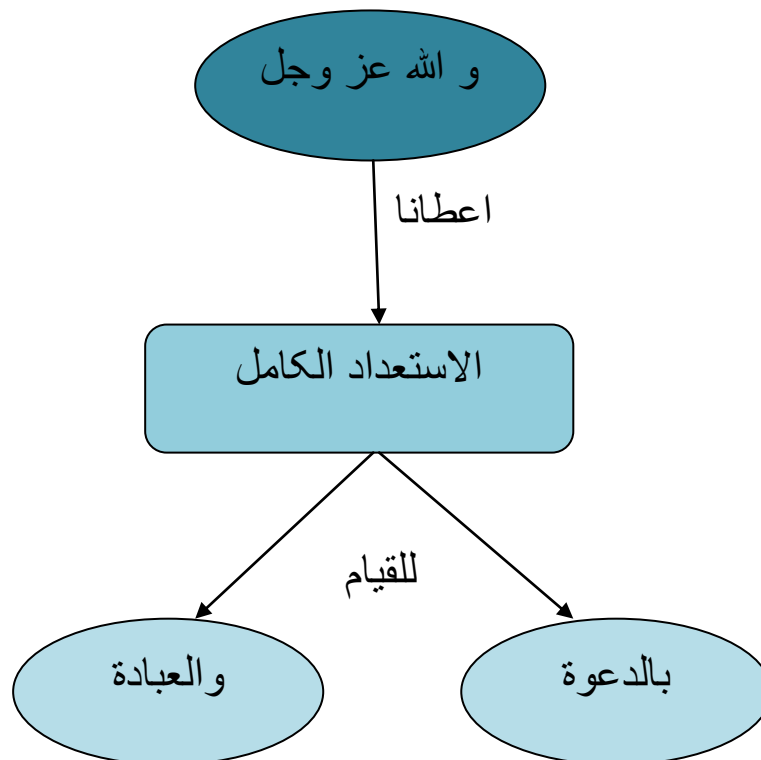 و الله عز وجل
اعطانا
الاستعداد الكامل
للقيام
بالدعوة
والعبادة